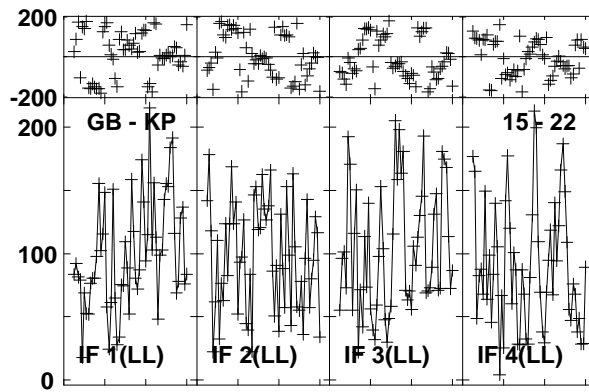 200
-200
GB - KP
15 - 22
200
100
0
IF 1(LL)
IF 2(LL)
IF 3(LL)
IF 4(LL)